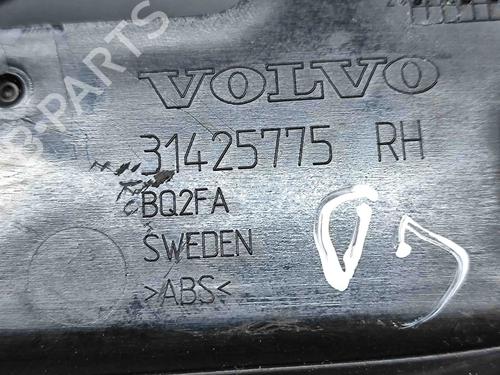 B-PARTS
VOLVO
31425775 RH
BQ2FA
SWEDEN
>ABS<